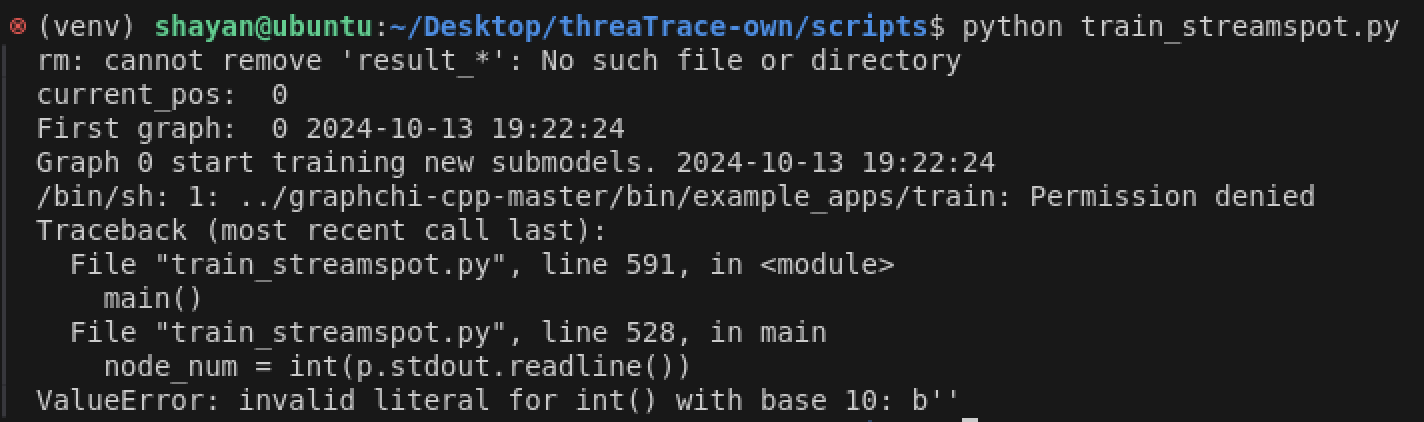 (venv) shayan@ubuntu:~/Desktop/threaTrace-own/scripts$ python train_streamspot.py
rm: cannot remove 'result_*': No such file or directory
current_pos:  0
First graph:  0 2024-10-13 19:22:24
Graph 0 start training new submodels. 2024-10-13 19:22:24
/bin/sh: 1: ../graphchi-cpp-master/bin/example_apps/train: Permission denied
Traceback (most recent call last):
  File "train_streamspot.py", line 591, in <module>
    main()
  File "train_streamspot.py", line 528, in main
    node_num = int(p.stdout.readline())
ValueError: invalid literal for int() with base 10: b''